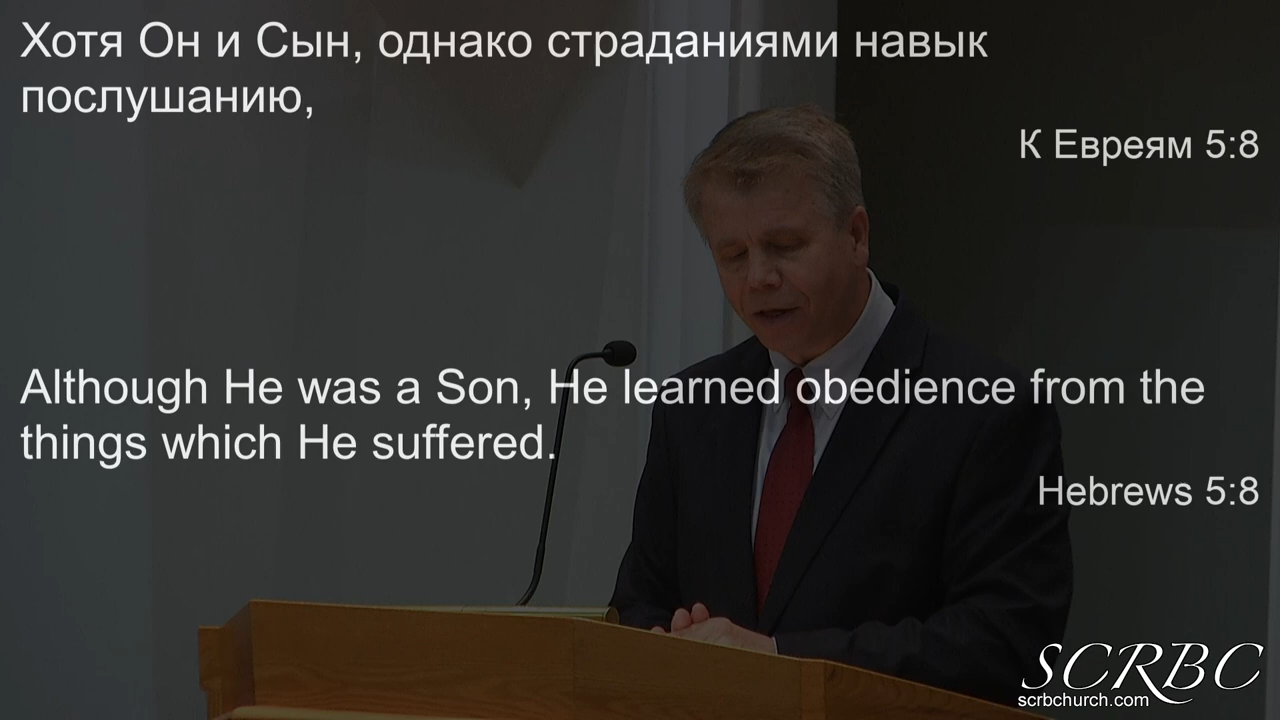 Хотя Он и Сын, однако страданиями навык
послушанию,
К Евреям 5:8
Although He was a Son, He learned obedience from the
things which He suffered.
Hebrews 5:8
SCRBC
scrbchurch.com